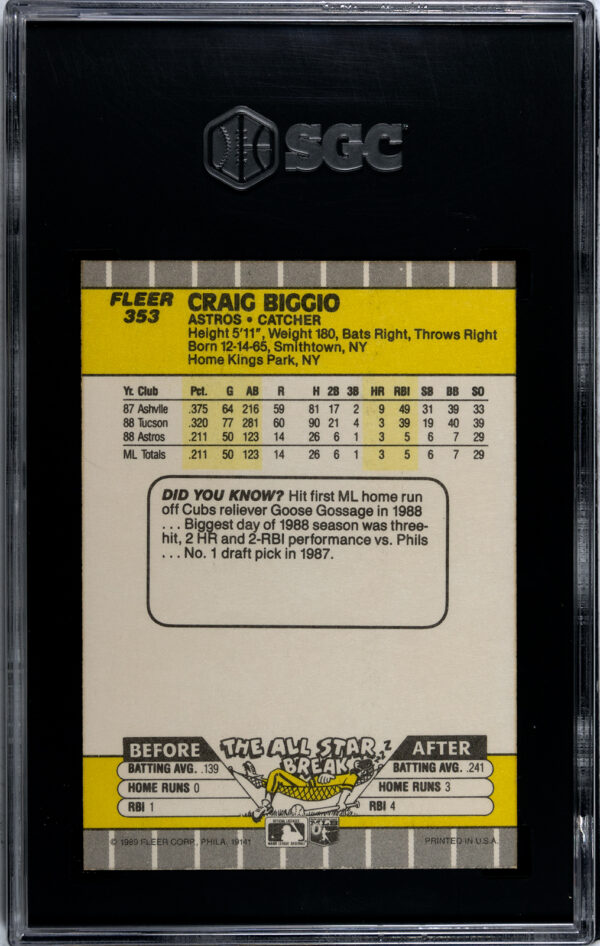 SGC
FLEER CRAIG BIGGIO
353 ASTROS • CATCHER
Height 5'11", Weight 180, Bats Right, Throws Right
Born 12-14-65, Smithtown, NY
Home Kings Park, NY
Yr. Club Pct. G AB R H 2B 3B HR RBI SB BB SO
87 Ashvlle .375 64 216 59 81 17 2 9 49 31 39 33
88 Tucson .320 77 281 60 90 21 4 3 39 19 40 39
88 Astros .211 50 123 14 26 6 1 3 5 6 7 29
ML Totals .211 50 123 14 26 6 1 3 5 6 7 29
DID YOU KNOW? Hit first ML home run
off Cubs reliever Goose Gossage in 1988
... Biggest day of 1988 season was three-
hit, 2 HR and 2-RBI performance vs. Phils
... No. 1 draft pick in 1987.
BEFORE THE ALL STAR BREAK AFTER
BATTING AVG. .139 BATTING AVG. .241
HOME RUNS 0 HOME RUNS 3
RBI 1 RBI 4
© 1989 FLEER CORP., PHILA. 19141 PRINTED IN U.S.A.